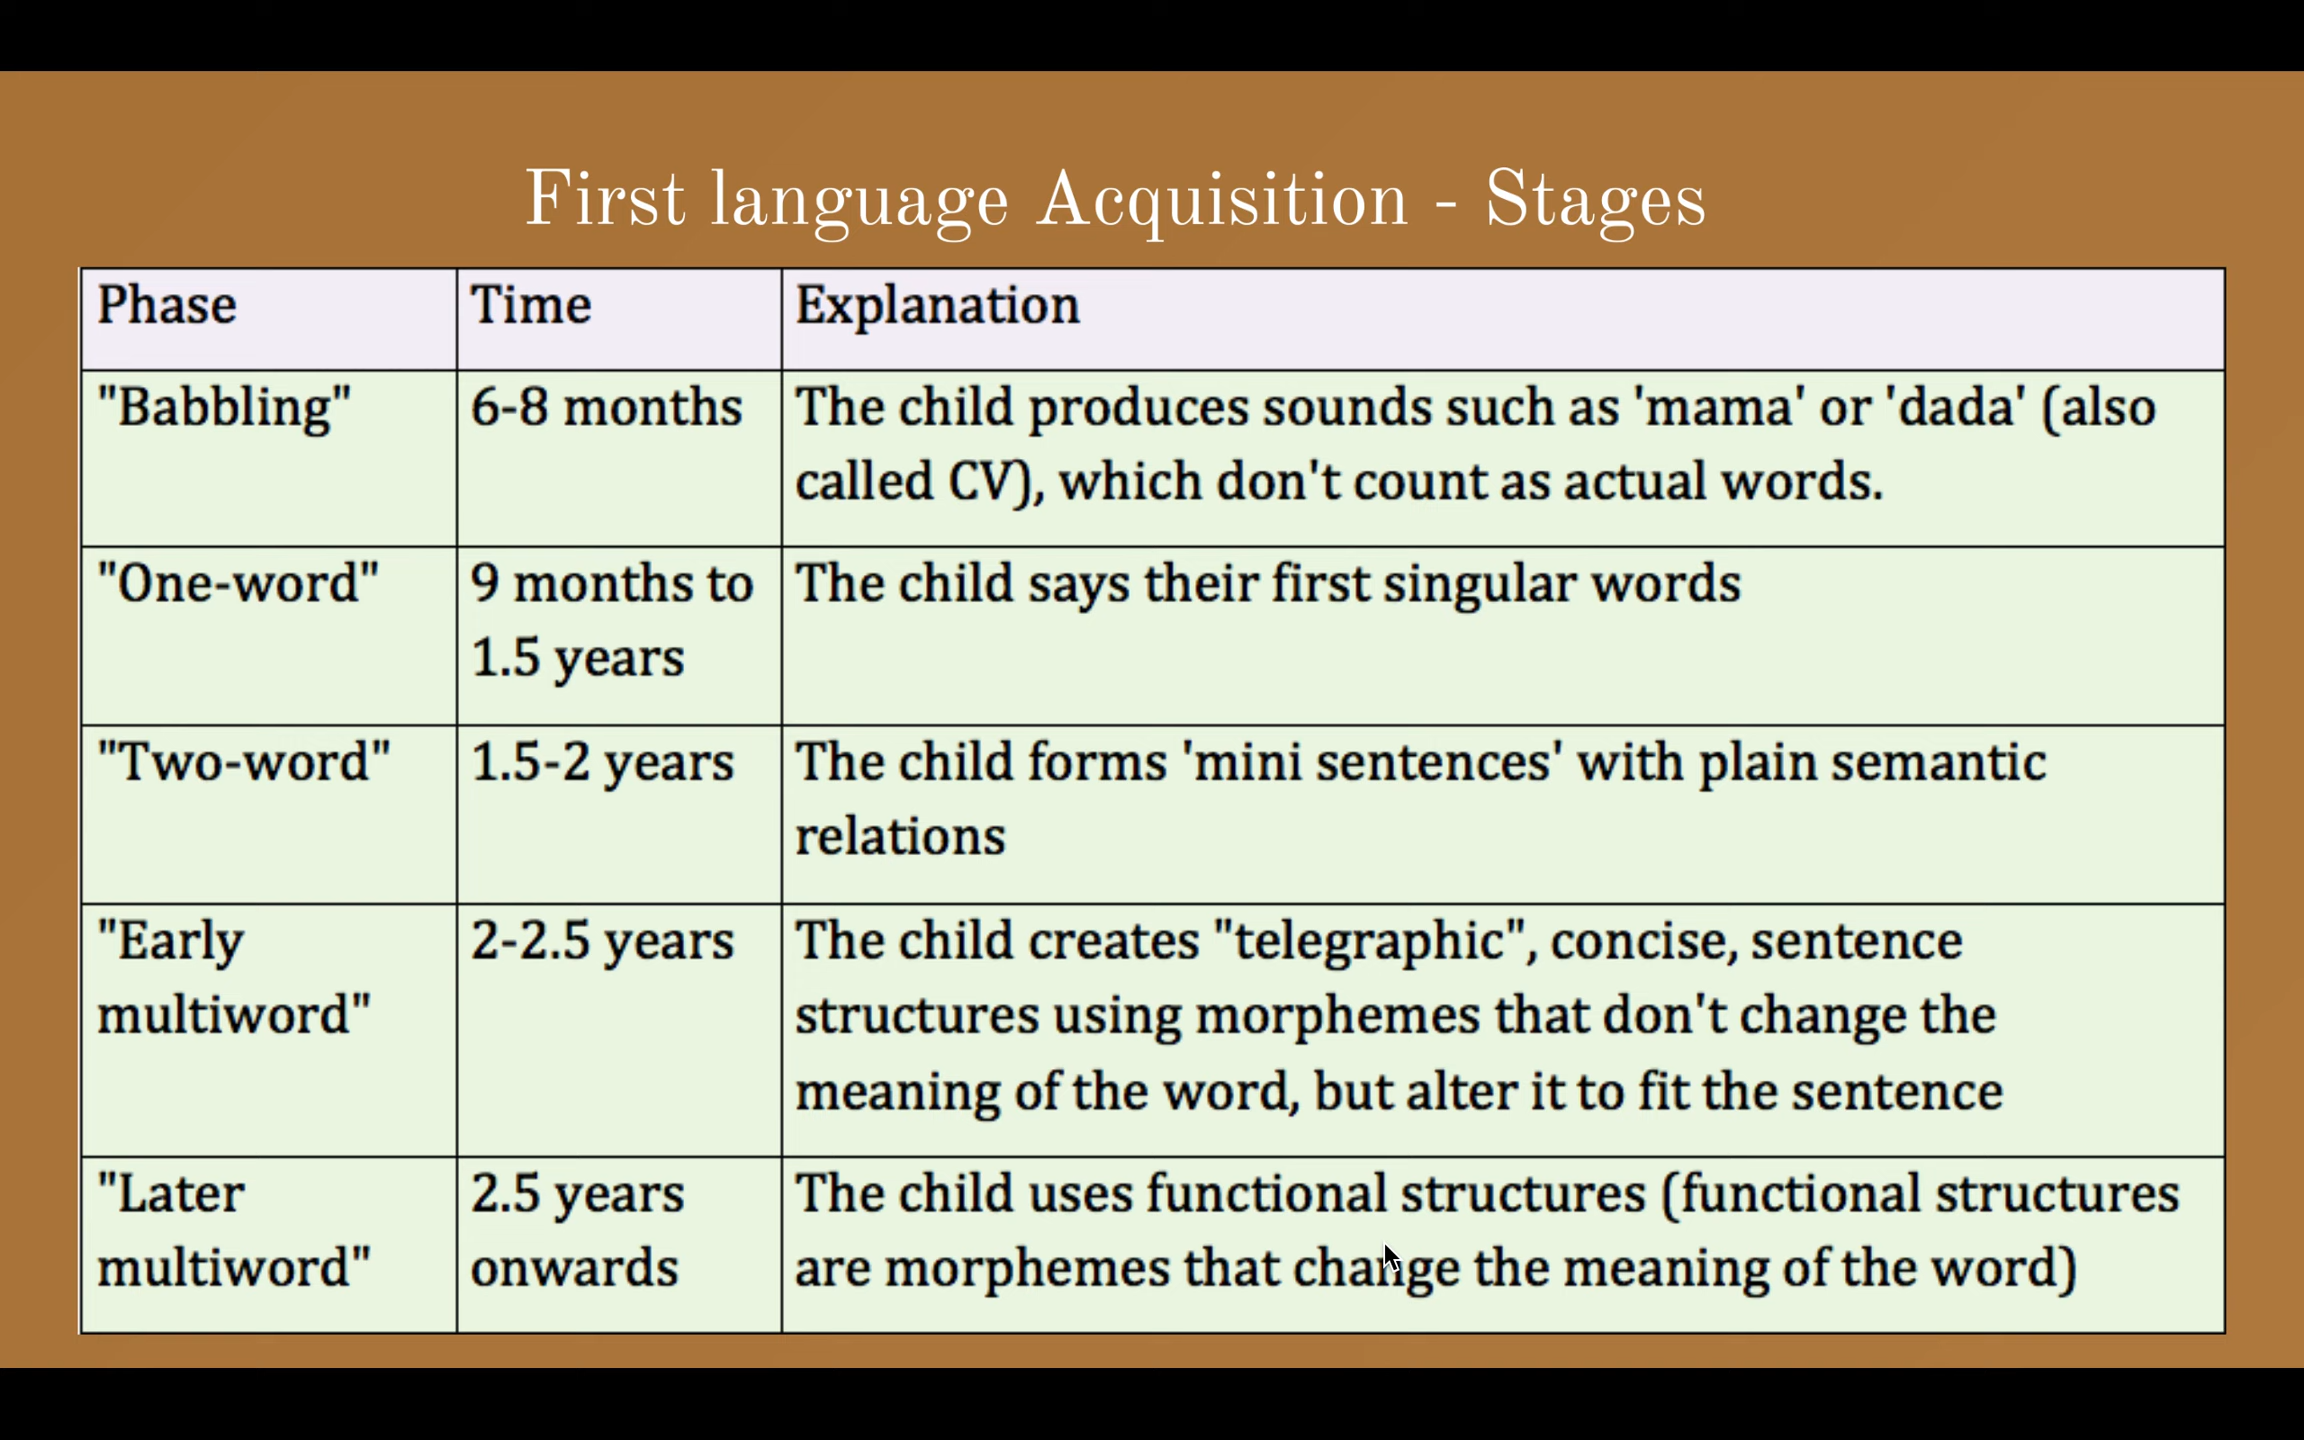 First language Acquisition - Stages
Phase
Time
Explanation
"Babbling"
6-8 months
The child produces sounds such as 'mama' or 'dada' (also
called CV), which don't count as actual words.
"One-word"
9 months to
1.5 years
The child says their first singular words
"Two-word"
1.5-2 years
The child forms 'mini sentences' with plain semantic
relations
"Early
multiword"
2-2.5 years
The child creates "telegraphic", concise, sentence
structures using morphemes that don't change the
meaning of the word, but alter it to fit the sentence
"Later
multiword"
2.5 years
onwards
The child uses functional structures (functional structures
are morphemes that change the meaning of the word)